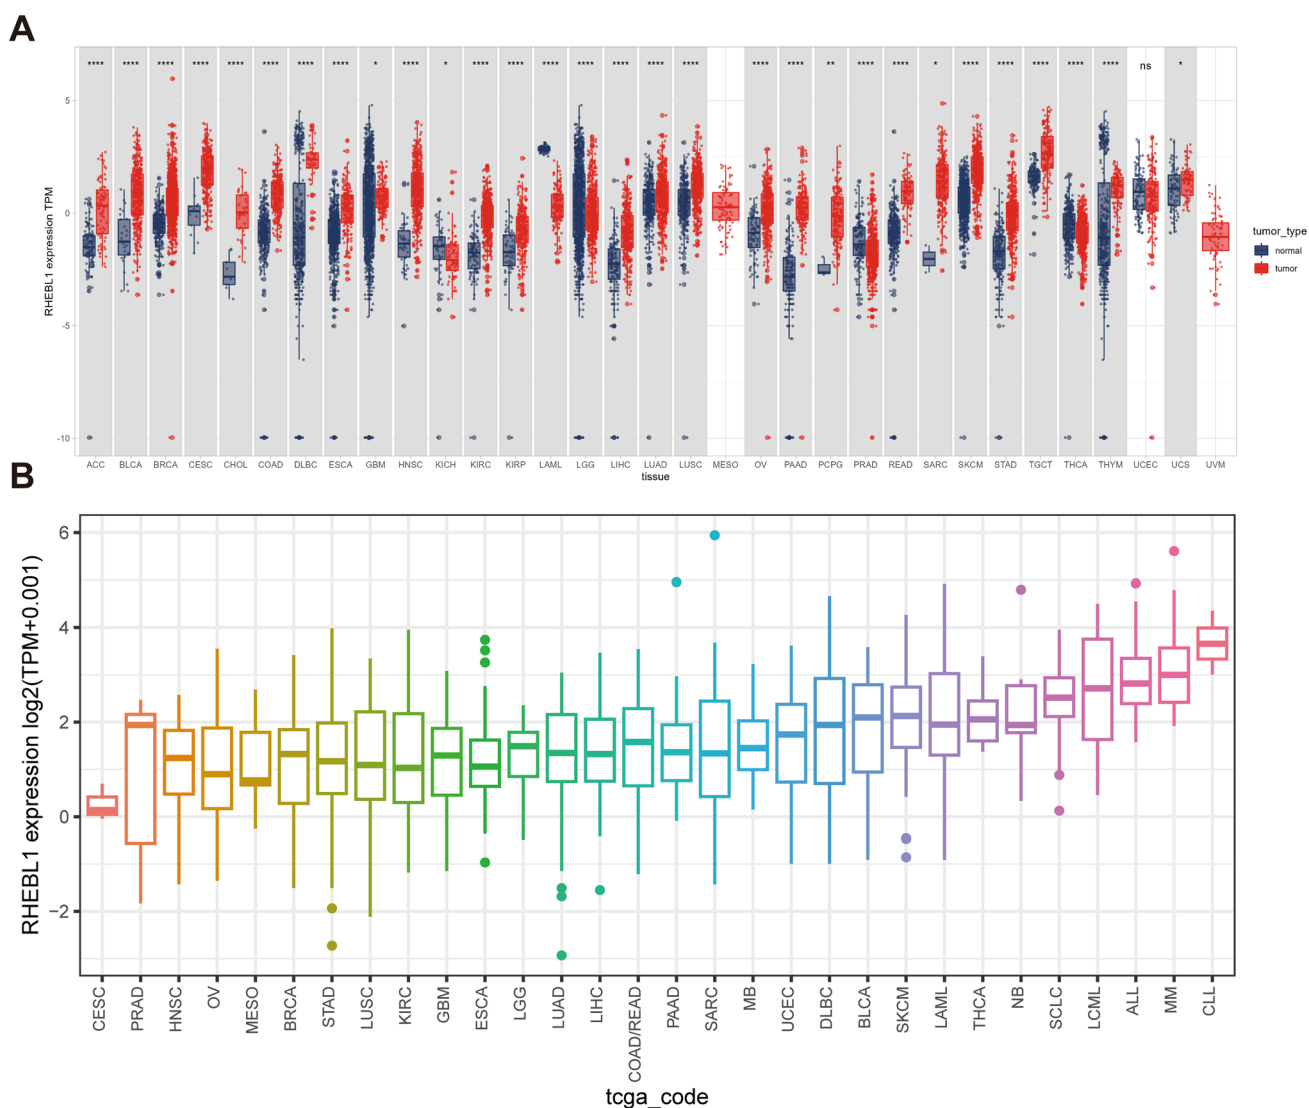 A
**** **** **** **** **** **** **** **** * **** * **** **** **** **** **** **** **** **** **** ** **** **** * **** **** **** **** **** ns *
RHEBL1 expression TPM
5
0
-5
-10
tumor_type
normal
tumor
ACC BLCA BRCA CESC CHOL COAD DLBC ESCA GBM HNSC KICH KIRC KIRP LAML LGG LIHC LUAD LUSC MESO OV PAAD PCPG PRAD READ SARC SKCM STAD TGCT THCA THYM UCEC UCS UVM
tissue
B
RHEBL1 expression log2(TPM+0.001)
6
4
2
0
−2
CESC PRAD HNSC OV MESO BRCA STAD LUSC KIRC GBM ESCA LGG LUAD LIHC COAD/READ PAAD SARC MB UCEC DLBC BLCA SKCM LAML THCA NB SCLC LCML ALL MM CLL
tcga_code